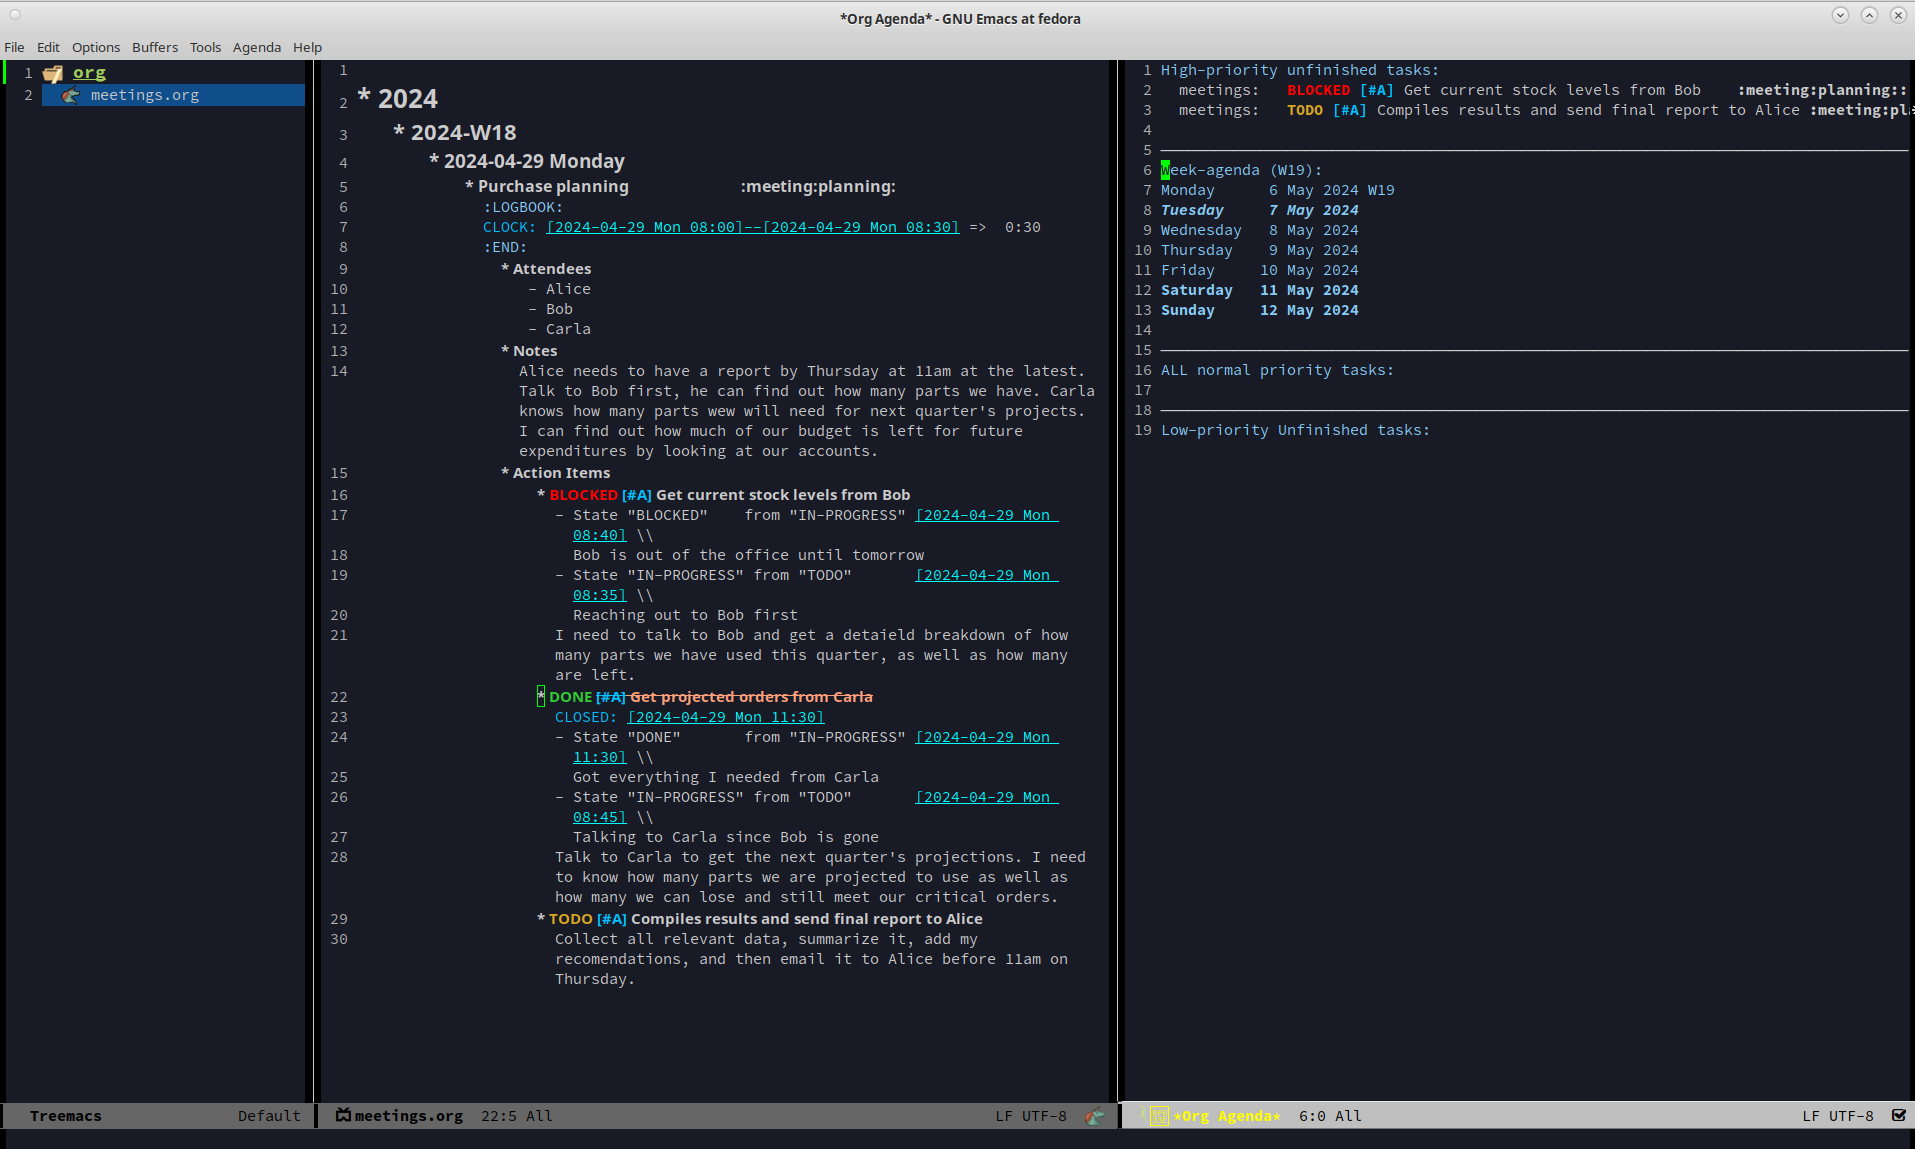 *Org Agenda* - GNU Emacs at fedora
File Edit Options Buffers Tools Agenda Help
1 org
2 meetings.org
1
2 * 2024
3 * 2024-W18
4 * 2024-04-29 Monday
5 * Purchase planning :meeting:planning:
6 :LOGBOOK:
7 CLOCK: [2024-04-29 Mon 08:00]--[2024-04-29 Mon 08:30] => 0:30
8 :END:
9 * Attendees
10 - Alice
11 - Bob
12 - Carla
13 * Notes
14 Alice needs to have a report by Thursday at 11am at the latest.
Talk to Bob first, he can find out how many parts we have. Carla
knows how many parts wew will need for next quarter's projects.
I can find out how much of our budget is left for future
expenditures by looking at our accounts.
15 * Action Items
16 * BLOCKED [#A] Get current stock levels from Bob
17 - State "BLOCKED" from "IN-PROGRESS" [2024-04-29 Mon
08:40] \\
18 Bob is out of the office until tomorrow
19 - State "IN-PROGRESS" from "TODO" [2024-04-29 Mon
08:35] \\
20 Reaching out to Bob first
21 I need to talk to Bob and get a detaield breakdown of how
many parts we have used this quarter, as well as how many
are left.
22 * DONE [#A] Get projected orders from Carla
23 CLOSED: [2024-04-29 Mon 11:30]
24 - State "DONE" from "IN-PROGRESS" [2024-04-29 Mon
11:30] \\
25 Got everything I needed from Carla
26 - State "IN-PROGRESS" from "TODO" [2024-04-29 Mon
08:45] \\
27 Talking to Carla since Bob is gone
28 Talk to Carla to get the next quarter's projections. I need
to know how many parts we are projected to use as well as
how many we can lose and still meet our critical orders.
29 * TODO [#A] Compiles results and send final report to Alice
30 Collect all relevant data, summarize it, add my
recomendations, and then email it to Alice before 11am on
Thursday.
1 High-priority unfinished tasks:
2 meetings: BLOCKED [#A] Get current stock levels from Bob :meeting:planning::
3 meetings: TODO [#A] Compiles results and send final report to Alice :meeting:pl
4
5
6 Week-agenda (W19):
7 Monday 6 May 2024 W19
8 Tuesday 7 May 2024
9 Wednesday 8 May 2024
10 Thursday 9 May 2024
11 Friday 10 May 2024
12 Saturday 11 May 2024
13 Sunday 12 May 2024
14
15
16 ALL normal priority tasks:
17
18
19 Low-priority Unfinished tasks:
Treemacs Default
meetings.org 22:5 All LF UTF-8
*Org Agenda* 6:0 All LF UTF-8